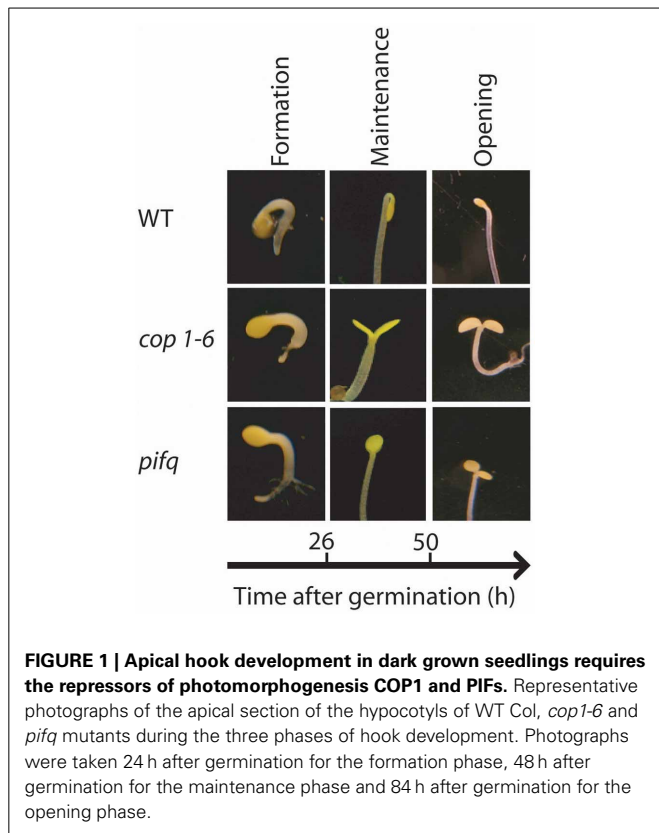 Formation
Maintenance
Opening
WT
cop 1-6
pifq
26 50
Time after germination (h)
FIGURE 1 | Apical hook development in dark grown seedlings requires
the repressors of photomorphogenesis COP1 and PIFs. Representative
photographs of the apical section of the hypocotyls of WT Col, cop1-6 and
pifq mutants during the three phases of hook development. Photographs
were taken 24 h after germination for the formation phase, 48 h after
germination for the maintenance phase and 84 h after germination for the
opening phase.